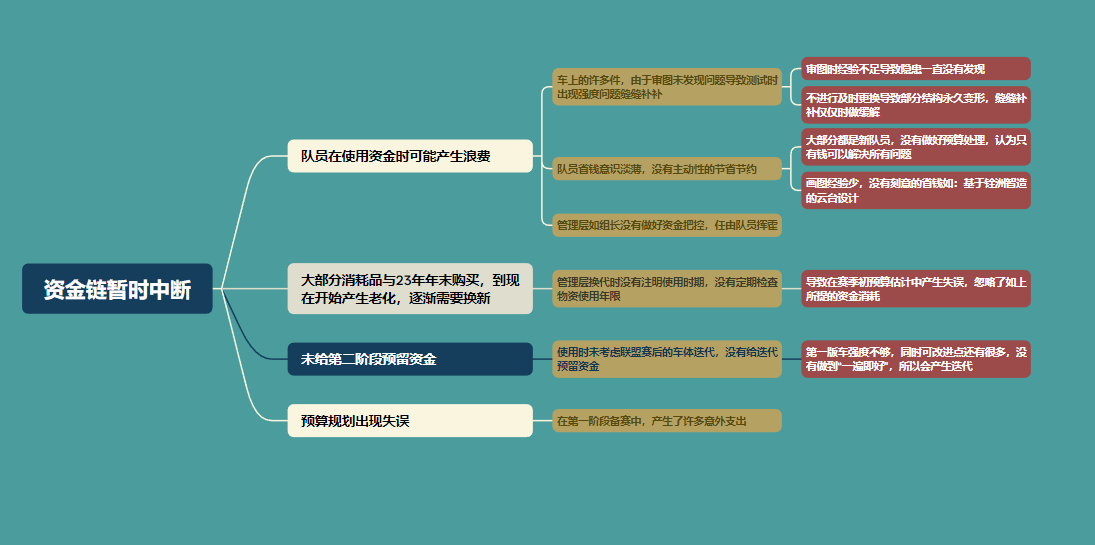 资金链暂时中断
队员在使用资金时可能产生浪费
车上的许多件，由于审图未发现问题导致测试时
出现强度问题缝缝补补
审图时经验不足导致隐患一直没有发现
不进行及时更换导致部分结构永久变形，缝缝补
补仅仅时做缓解
队员省钱意识淡薄，没有主动性的节省节约
大部分都是新队员，没有做好预算处理，认为只
有钱可以解决所有问题
画图经验少，没有刻意的省钱如：基于铨洲智造
的云台设计
管理层如组长没有做好资金把控，任由队员挥霍
大部分消耗品与23年年末购买，到现
在开始产生老化，逐渐需要换新
管理层换代时没有注明使用时期，没有定期检查
物资使用年限
导致在赛季初预算估计中产生失误，忽略了如上
所提的资金消耗
未给第二阶段预留资金
使用时未考虑联盟赛后的车体迭代，没有给迭代
预留资金
第一版车强度不够，同时可改进点还有很多，没
有做到“一遍即好”，所以会产生迭代
预算规划出现失误
在第一阶段备赛中，产生了许多意外支出